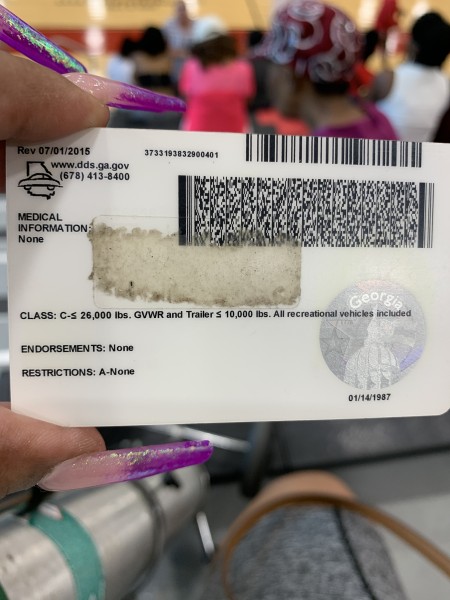 Rev 07/01/2015
3733193832900401
www.dds.ga.gov
(678) 413-8400
MEDICAL
INFORMATION:
None
CLASS: C-≤ 26,000 lbs. GVWR and Trailer ≤ 10,000 lbs. All recreational vehicles included
Georgia
ENDORSEMENTS: None
RESTRICTIONS: A-None
01/14/1987